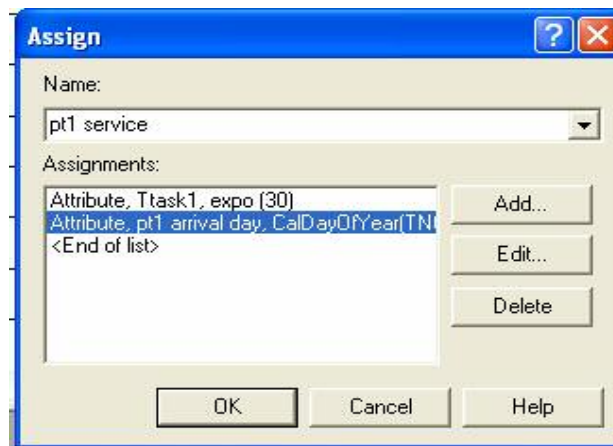 Assign
Name:
pt1 service
Assignments:
Attribute, Ttask1, expo (30)
Attribute, pt1 arrival day, CalDayOfYear(TN
<End of list>
Add...
Edit...
Delete
OK
Cancel
Help